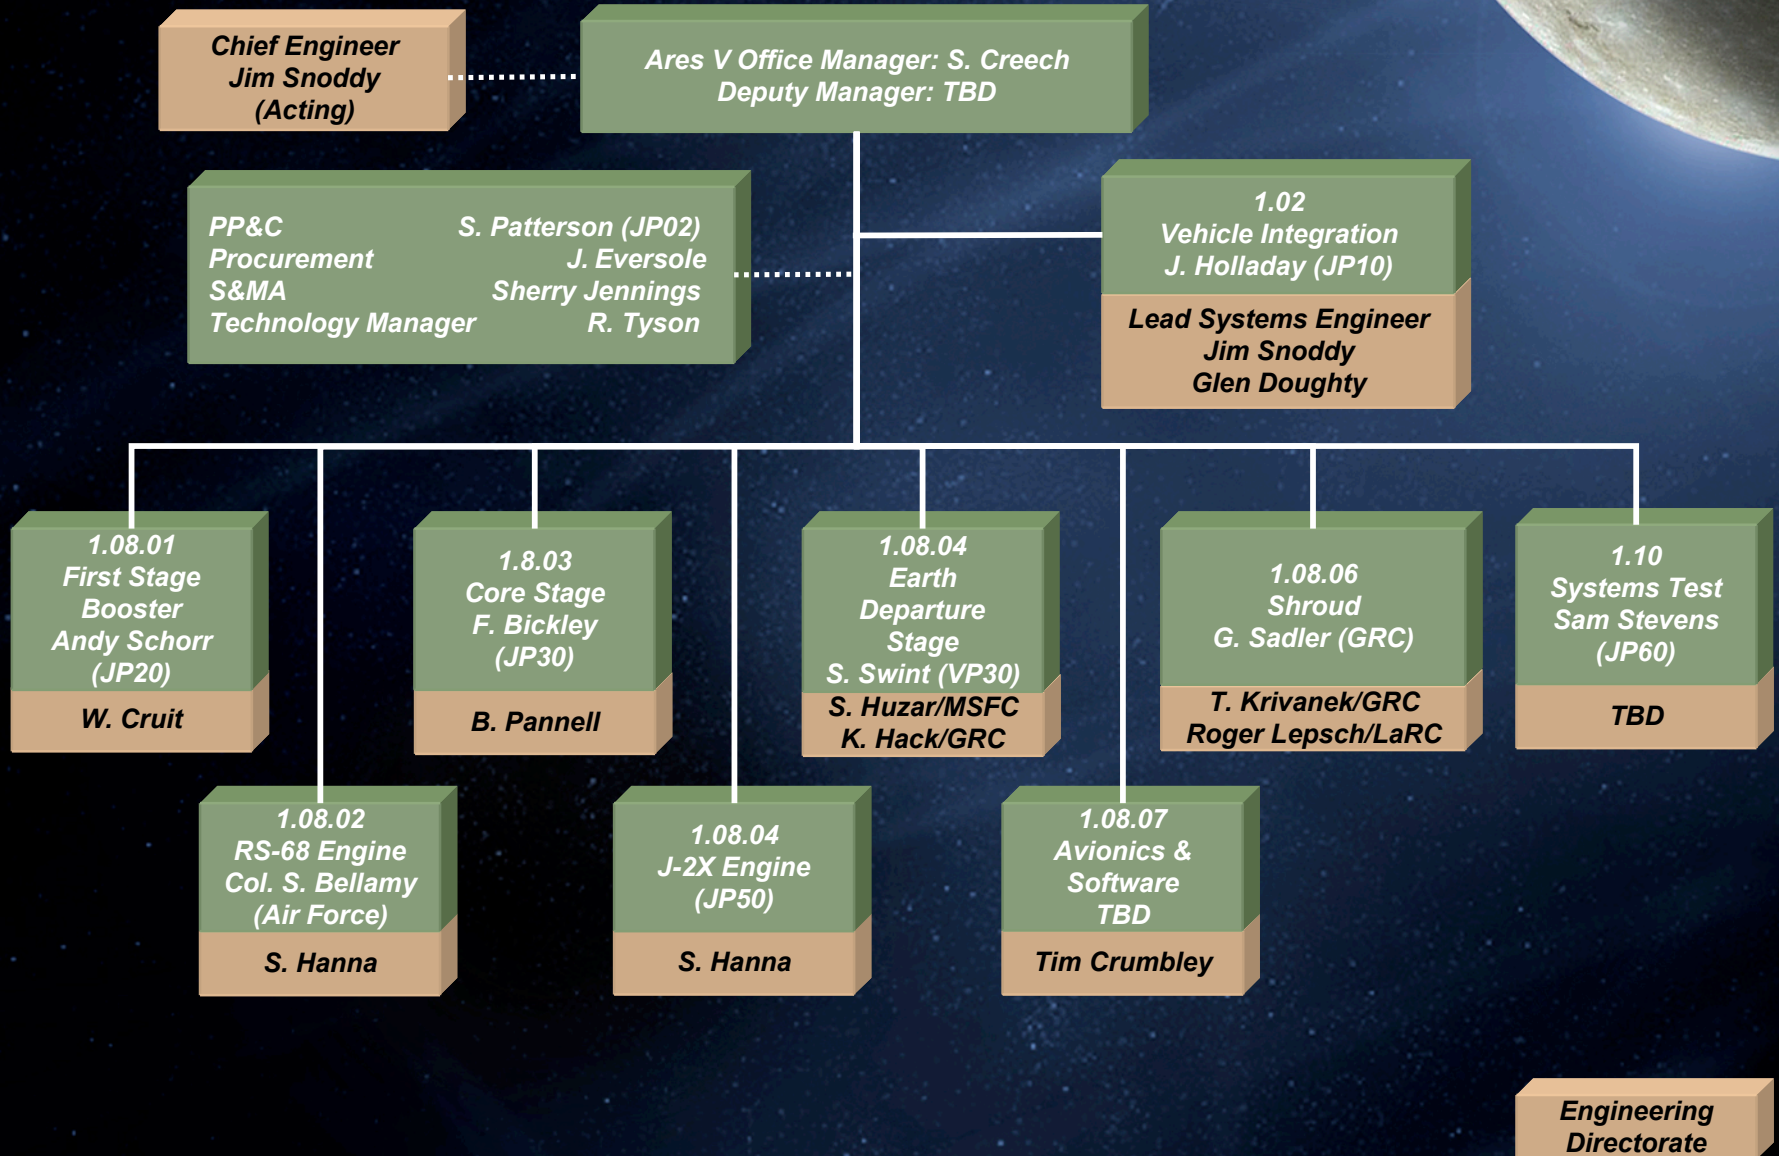 Chief Engineer
Jim Snoddy
(Acting)
Ares V Office Manager: S. Creech
Deputy Manager: TBD
PP&C S. Patterson (JP02)
Procurement J. Eversole
S&MA Sherry Jennings
Technology Manager R. Tyson
1.02
Vehicle Integration
J. Holladay (JP10)
Lead Systems Engineer
Jim Snoddy
Glen Doughty
1.08.01
First Stage
Booster
Andy Schorr
(JP20)
W. Cruit
1.8.03
Core Stage
F. Bickley
(JP30)
B. Pannell
1.08.04
Earth
Departure
Stage
S. Swint (VP30)
S. Huzar/MSFC
K. Hack/GRC
1.08.06
Shroud
G. Sadler (GRC)
T. Krivanek/GRC
Roger Lepsch/LaRC
1.10
Systems Test
Sam Stevens
(JP60)
TBD
1.08.02
RS-68 Engine
Col. S. Bellamy
(Air Force)
S. Hanna
1.08.04
J-2X Engine
(JP50)
S. Hanna
1.08.07
Avionics &
Software
TBD
Tim Crumbley
Engineering
Directorate